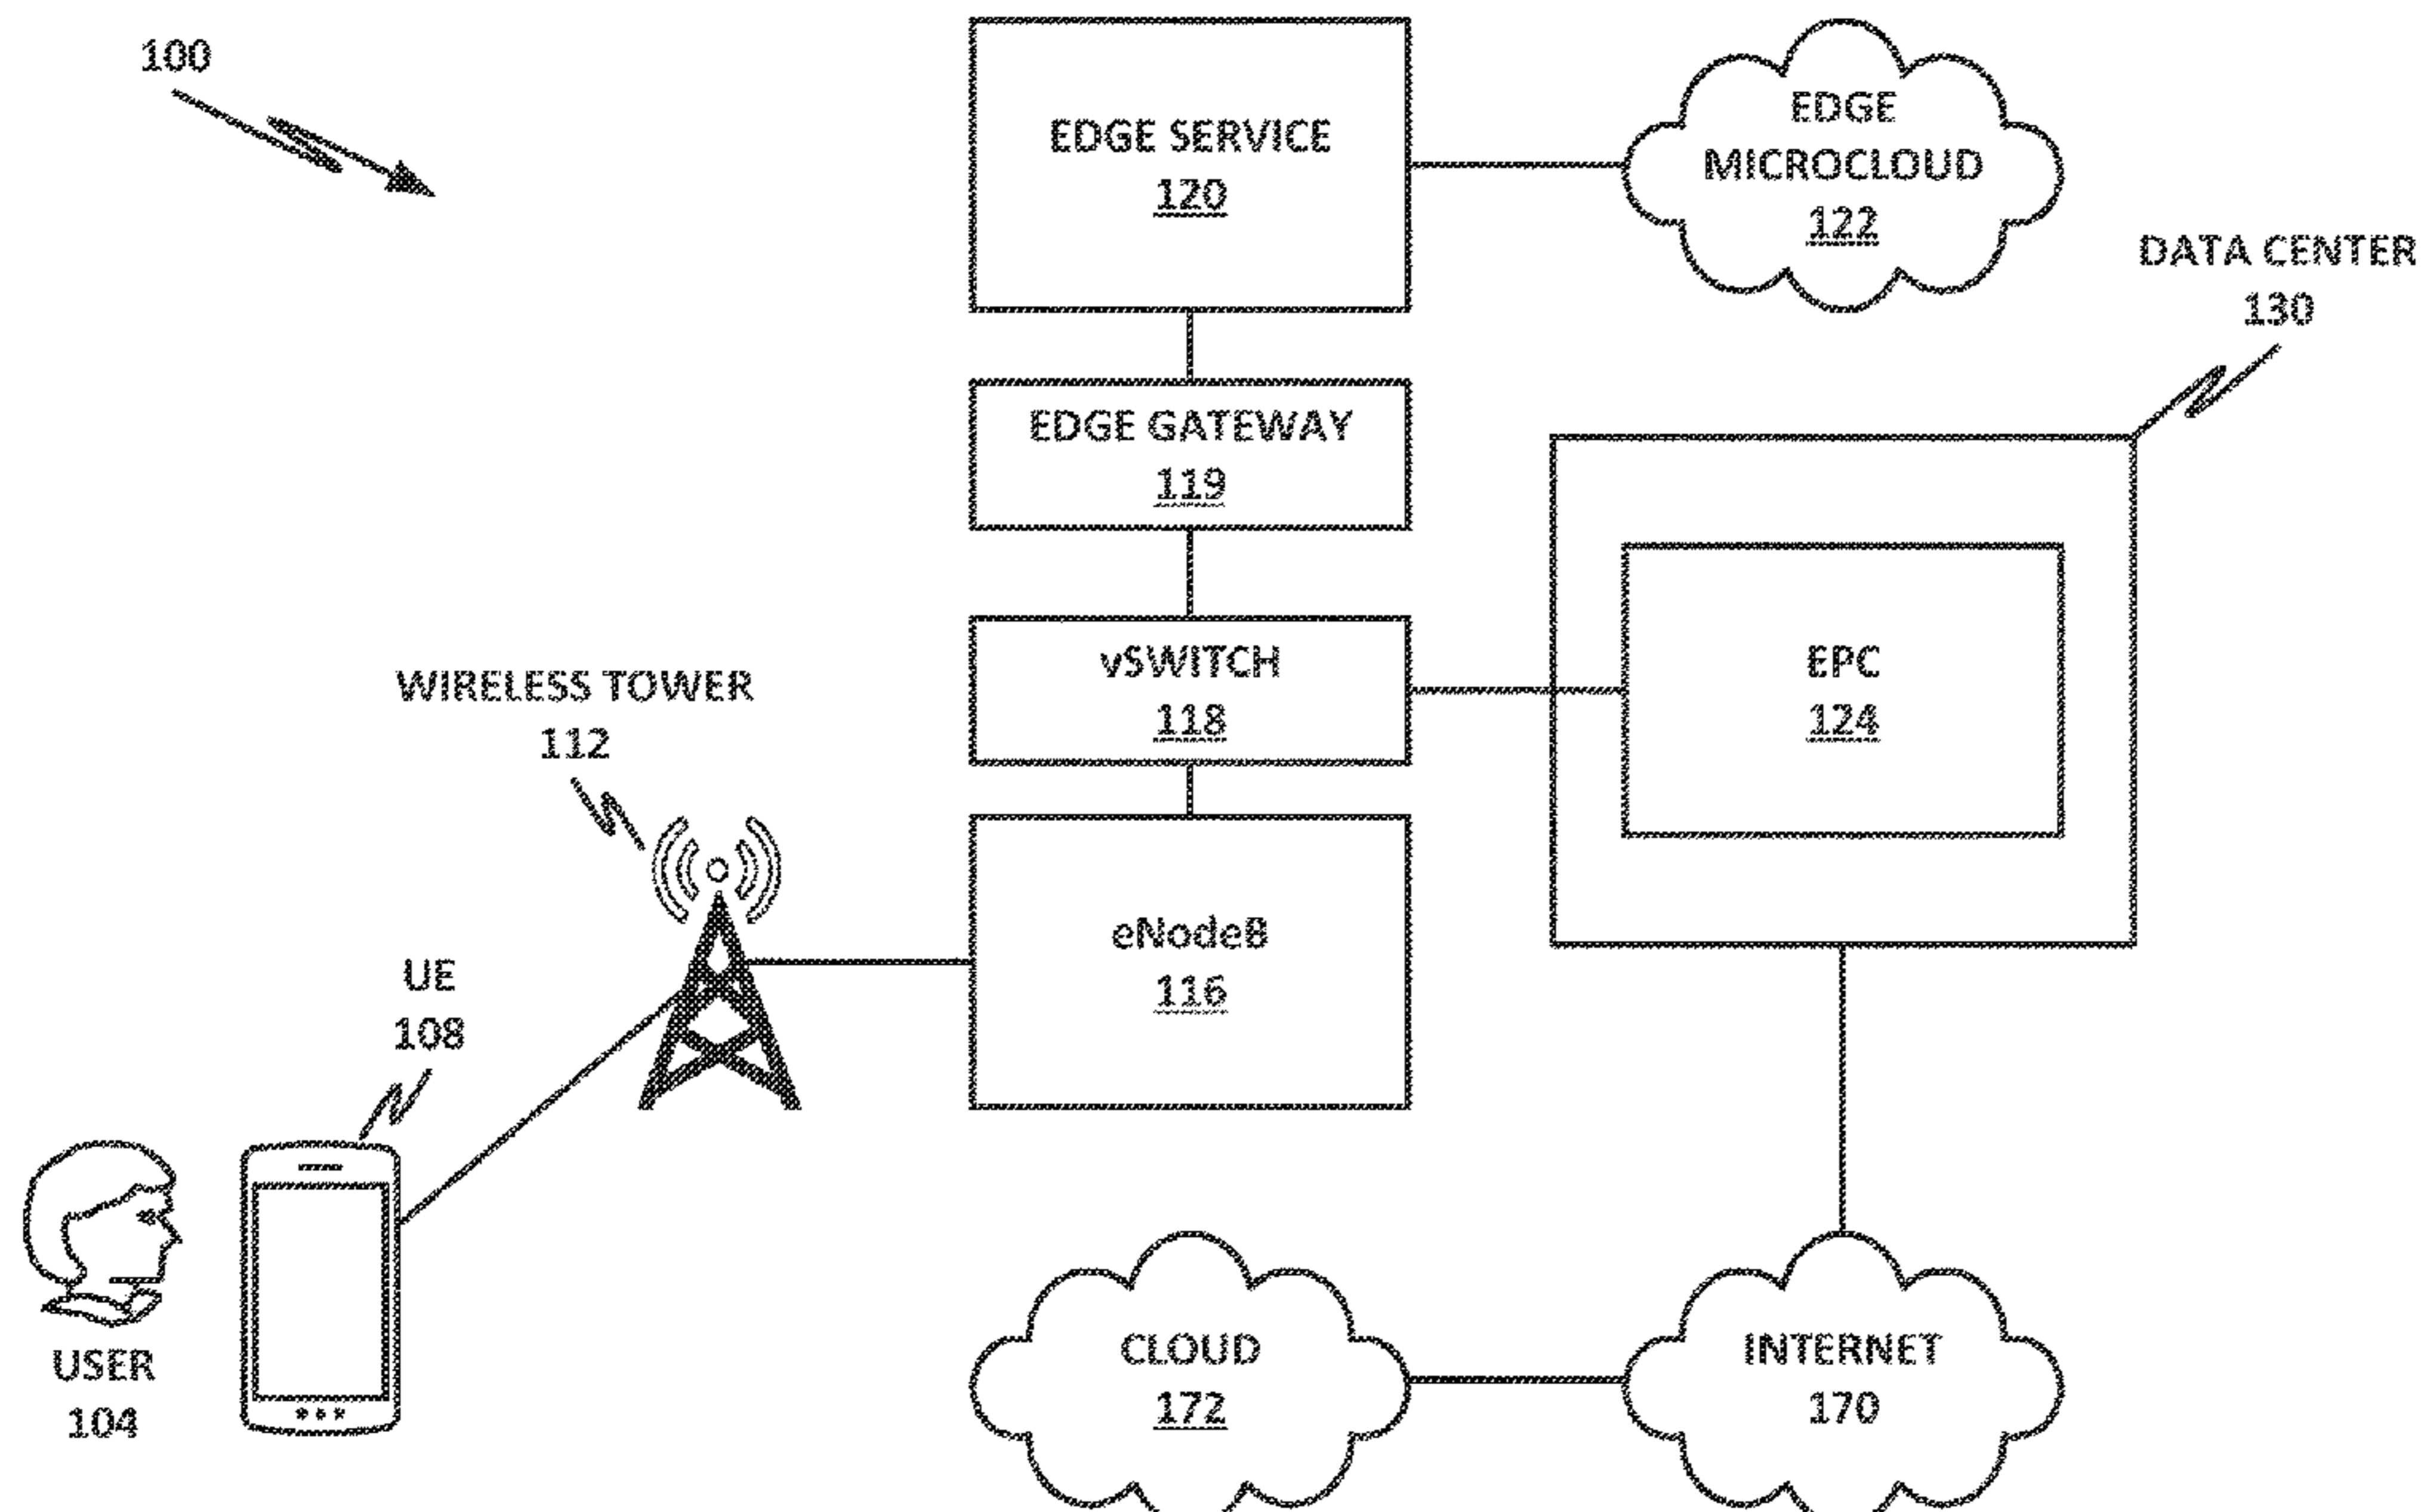 100
EDGE SERVICE
120
EDGE
MICROCLOUD
122
DATA CENTER
130
EDGE GATEWAY
119
vSWITCH
118
EPC
124
WIRELESS TOWER
112
eNodeB
116
UE
108
USER
104
CLOUD
172
INTERNET
170